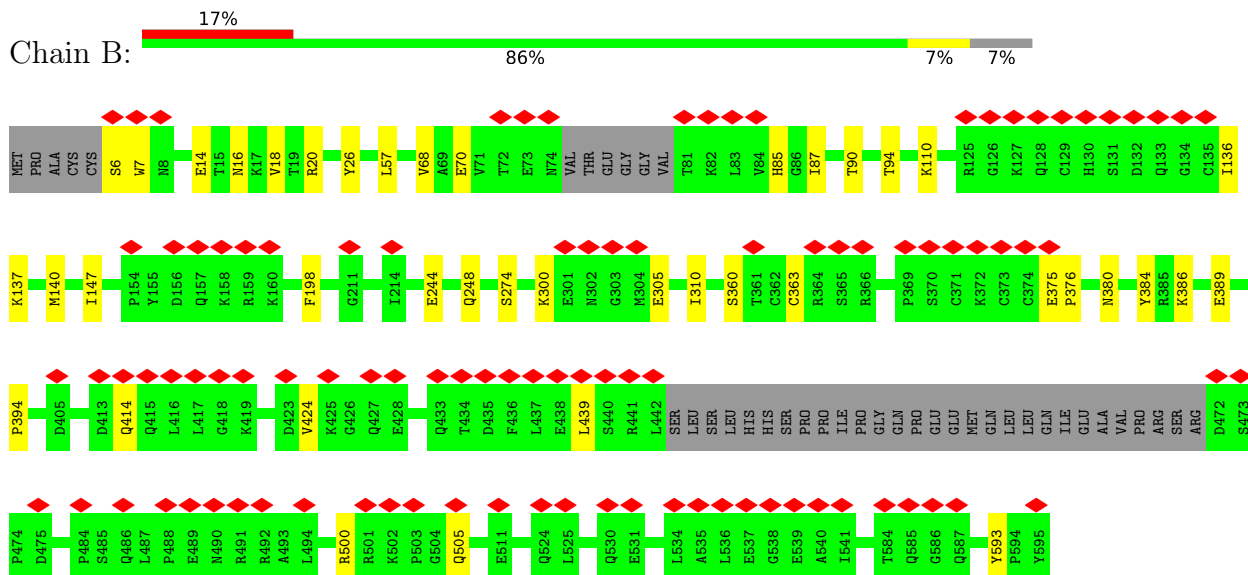 17%
Chain B:
86% 7% 7%
MET PRO ALA CYS CYS S6 W7 N8 E14 T15 N16 K17 V18 T19 R20 Y26 L57 V68 A69 E70 V71 T72 E73 N74 VAL THR GLU GLY GLY VAL T81 K82 L83 V84 H85 G86 I87 T90 T94 K110 R125 G126 K127 Q128 C129 H130 S131 D132 Q133 G134 C135 I136
K137 M140 I147 P154 Y155 D156 Q157 K158 R159 K160 F198 G211 I214 E244 Q248 S274 K300 E301 N302 G303 M304 E305 I310 S360 T361 C362 C363 R364 S365 R366 P369 S370 C371 K372 C373 C374 E375 P376 N380 Y384 R385 K386 E389
P394 D405 D413 Q414 Q415 L416 L417 G418 K419 D423 V424 K425 G426 Q427 E428 Q433 T434 D435 F436 L437 E438 L439 S440 R441 L442 SER LEU SER LEU HIS HIS SER PRO PRO ILE PRO GLY GLN PRO GLU GLU MET GLN LEU LEU GLN ILE GLU ALA VAL PRO ARG SER ARG D472 S473
P474 D475 P484 S485 Q486 L487 P488 E489 N490 R491 R492 A493 L494 R500 R501 K502 P503 G504 Q505 E511 Q524 L525 Q530 E531 L534 A535 L536 E537 G538 E539 A540 I541 T584 Q585 G586 Q587 Y593 P594 Y595